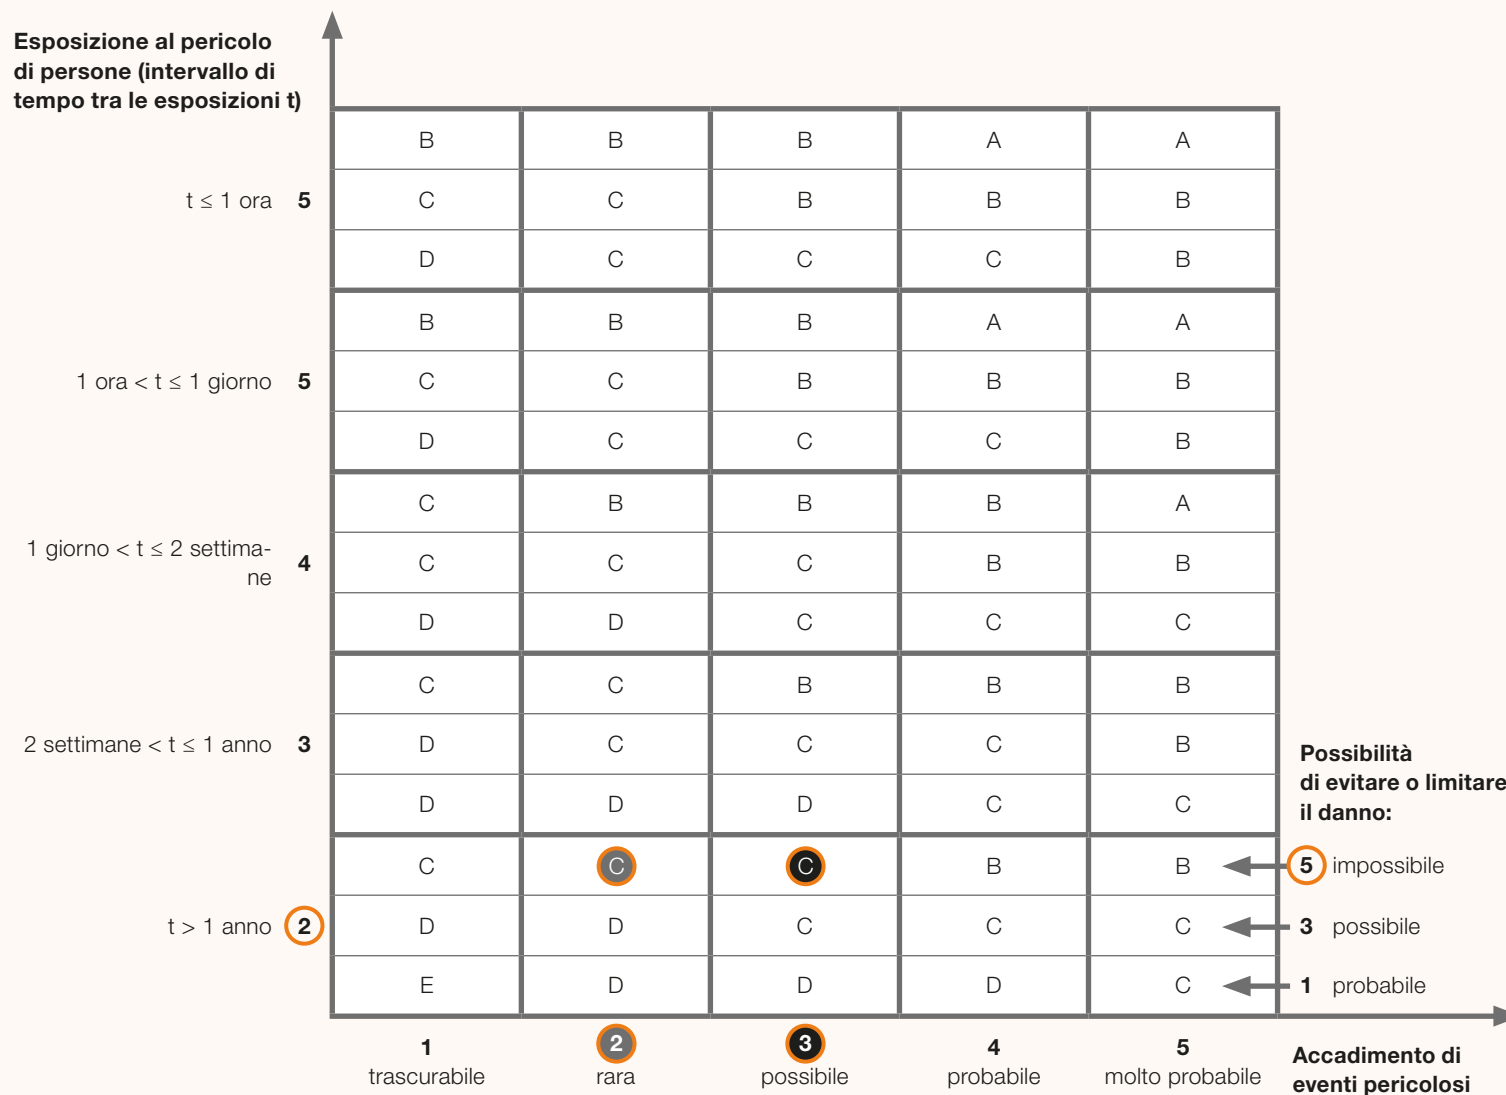 Esposizione al pericolo
di persone (intervallo di
tempo tra le esposizioni t)
B B B A A
t ≤ 1 ora 5 C C B B B
D C C C B
B B B A A
1 ora < t ≤ 1 giorno 5 C C B B B
D C C C B
C B B B A
1 giorno < t ≤ 2 settima-
ne 4 C C C B B
D D C C C
C C B B B
2 settimane < t ≤ 1 anno 3 D C C C B
D D D C C
Possibilità
di evitare o limitare
il danno:
C C C B B 5 impossibile
t > 1 anno 2 D D C C C 3 possibile
E D D D C 1 probabile
1 2 3 4 5
trascurabile rara possibile probabile molto probabile
Accadimento di
eventi pericolosi